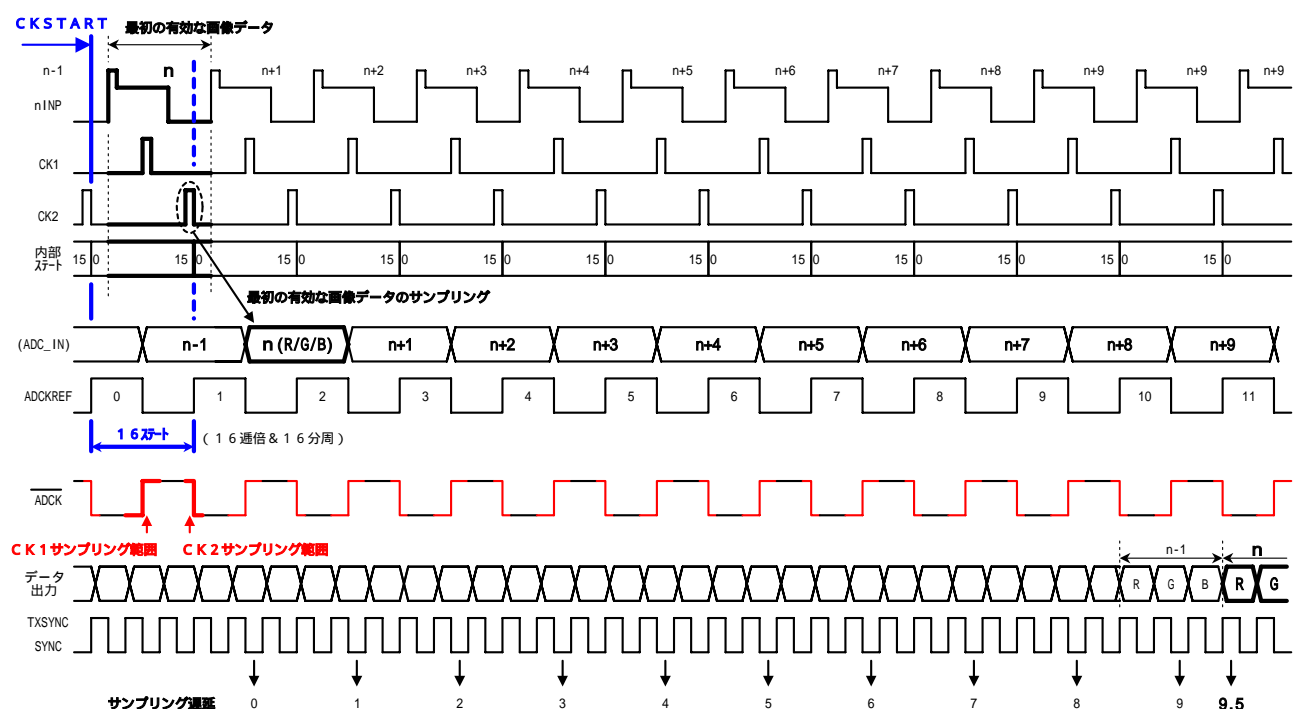 CKSTART
最初の有効な画像データ
n-1 n n+1 n+2 n+3 n+4 n+5 n+6 n+7 n+8 n+9 n+9 n+9
nINP
CK1
CK2
内部
ステート
15 0 15 0 15 0 15 0 15 0 15 0 15 0 15 0 15 0 15 0 15 0 15 0
最初の有効な画像データのサンプリング
(ADC_IN) n-1 n (R/G/B) n+1 n+2 n+3 n+4 n+5 n+6 n+7 n+8 n+9
ADCKREF 0 1 2 3 4 5 6 7 8 9 10 11
16ステート (16逓倍&16分周)
ADCK
CK1サンプリング範囲 CK2サンプリング範囲
n-1 n
データ
出力
R G B R G
TXSYNC
SYNC
サンプリング遅延 0 1 2 3 4 5 6 7 8 9 9.5